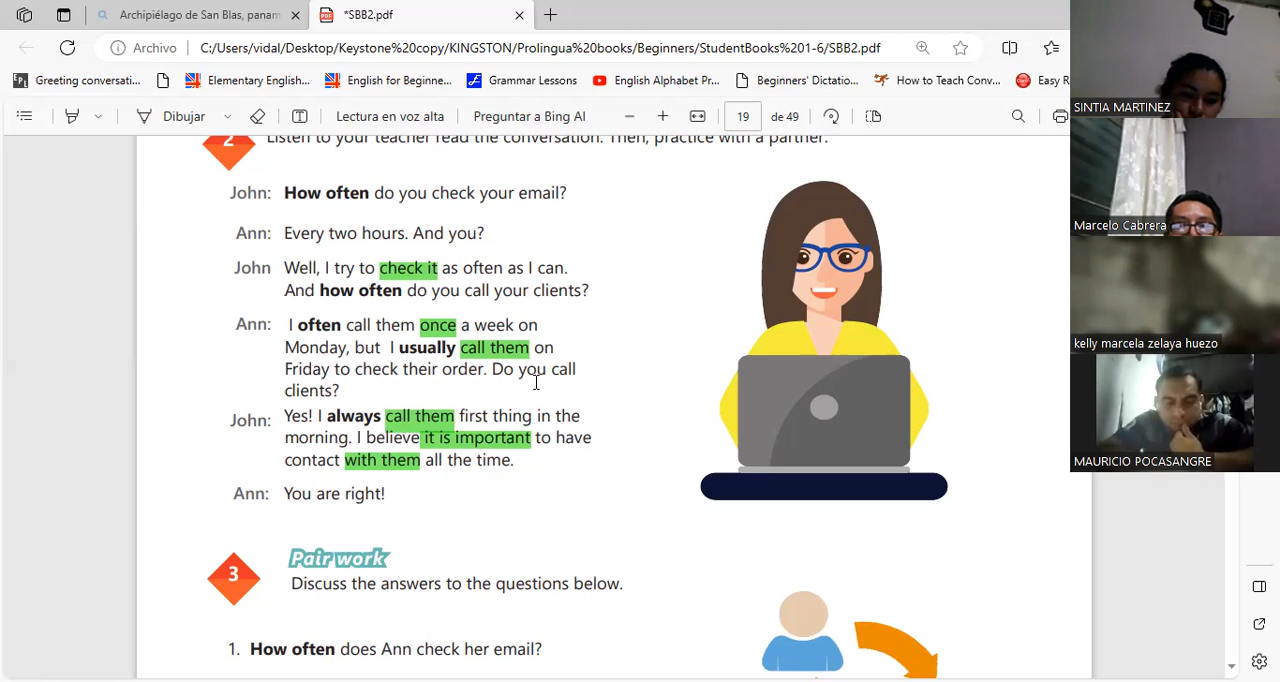 Archipiélago de San Blas, panam
*SBB2.pdf
Archivo
C:/Users/vidal/Desktop/Keystone%20copy/KINGSTON/Prolingua%20books/Beginners/StudentBooks%201-6/SBB2.pdf
Greeting conversati...
Elementary English...
English for Beginne...
Grammar Lessons
English Alphabet Pr...
Beginners' Dictatio...
How to Teach Conv...
Easy R
Dibujar
Lectura en voz alta
Preguntar a Bing AI
19
de 49
2
Listen to your teacher read the conversation. Then, practice with a partner.
John: How often do you check your email?
Ann: Every two hours. And you?
John Well, I try to check it as often as I can.
And how often do you call your clients?
Ann: I often call them once a week on
Monday, but I usually call them on
Friday to check their order. Do you call
clients?
John: Yes! I always call them first thing in the
morning. I believe it is important to have
contact with them all the time.
Ann: You are right!
3
Pair work
Discuss the answers to the questions below.
1. How often does Ann check her email?
SINTIA MARTINEZ
Marcelo Cabrera
kelly marcela zelaya huezo
MAURICIO POCASANGRE